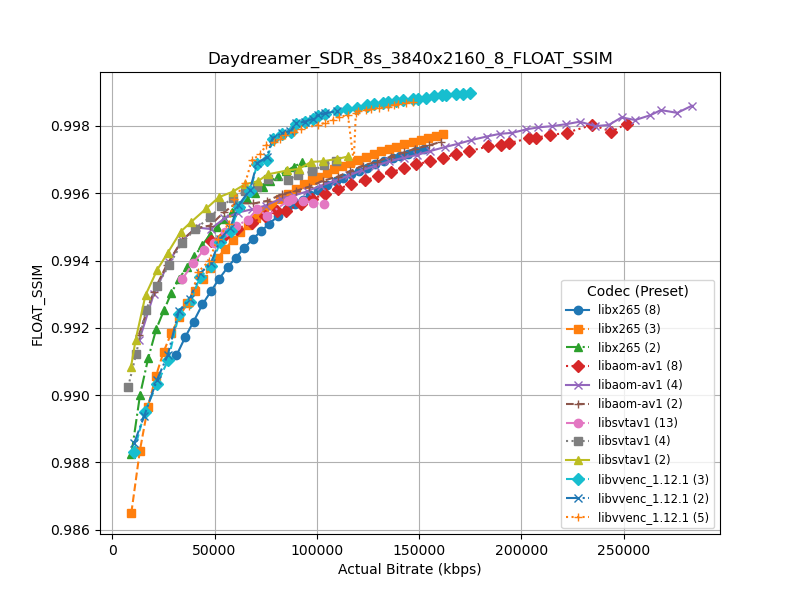 Daydreamer_SDR_8s_3840x2160_8_FLOAT_SSIM
0.998
0.996
0.994
0.992
0.990
0.988
0.986
FLOAT_SSIM
0
50000
100000
150000
200000
250000
Actual Bitrate (kbps)
Codec (Preset)
libx265 (8)
libx265 (3)
libx265 (2)
libaom-av1 (8)
libaom-av1 (4)
libaom-av1 (2)
libsvtav1 (13)
libsvtav1 (4)
libsvtav1 (2)
libvvenc_1.12.1 (3)
libvvenc_1.12.1 (2)
libvvenc_1.12.1 (5)